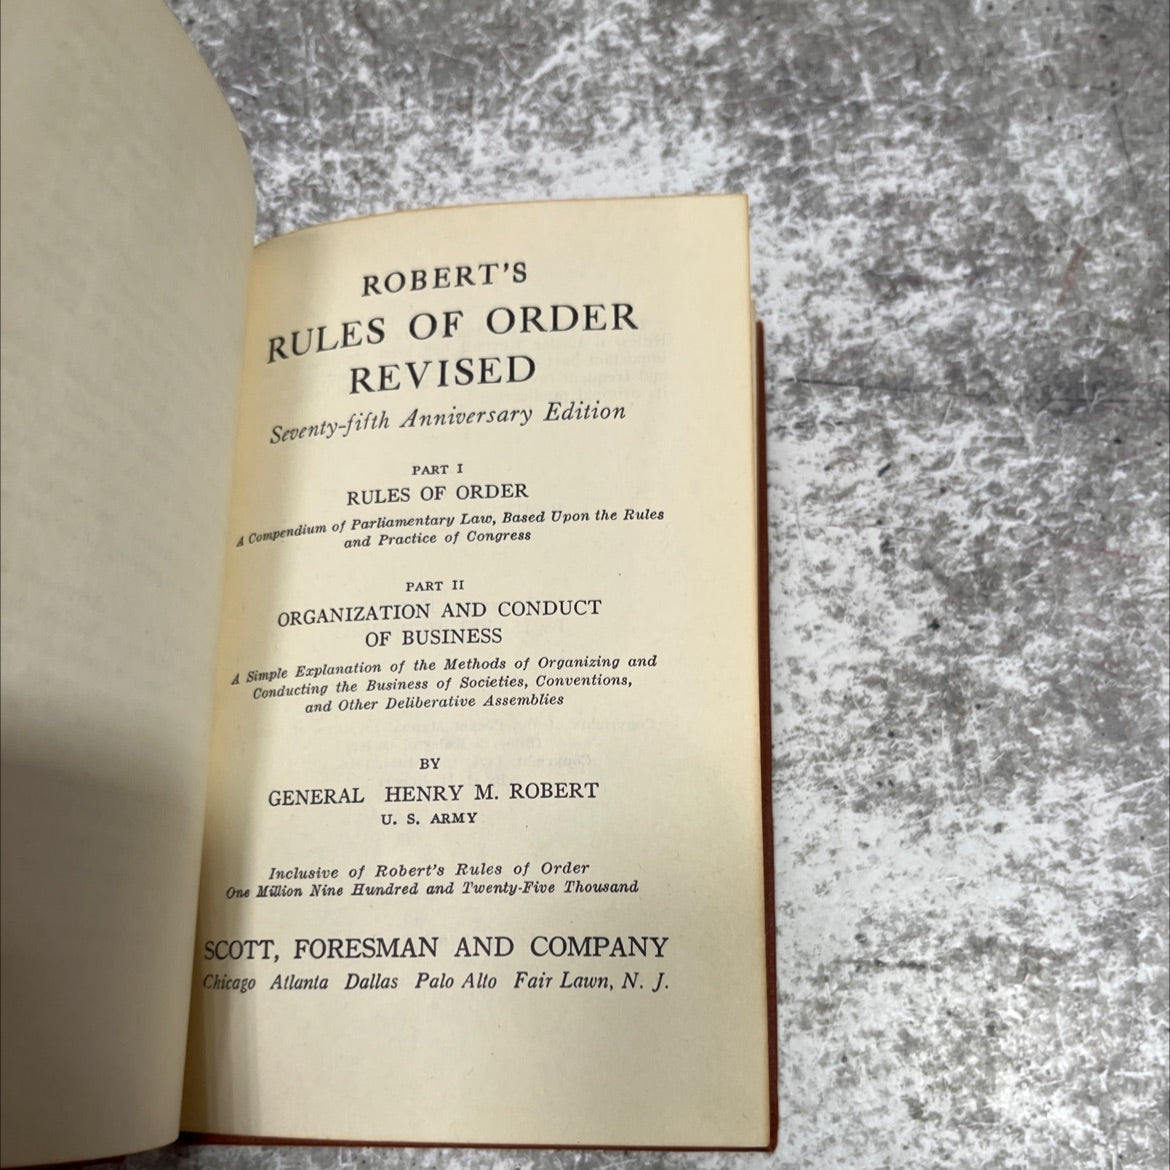 ROBERT'S
RULES OF ORDER
REVISED
Seventy-fifth Anniversary Edition
PART I
RULES OF ORDER
A Compendium of Parliamentary Law, Based Upon the Rules
and Practice of Congress
PART II
ORGANIZATION AND CONDUCT
OF BUSINESS
A Simple Explanation of the Methods of Organizing and
Conducting the Business of Societies, Conventions,
and Other Deliberative Assemblies
BY
GENERAL HENRY M. ROBERT
U. S. ARMY
Inclusive of Robert's Rules of Order
One Million Nine Hundred and Twenty-Five Thousand
SCOTT, FORESMAN AND COMPANY
Chicago Atlanta Dallas Palo Alto Fair Lawn, N. J.